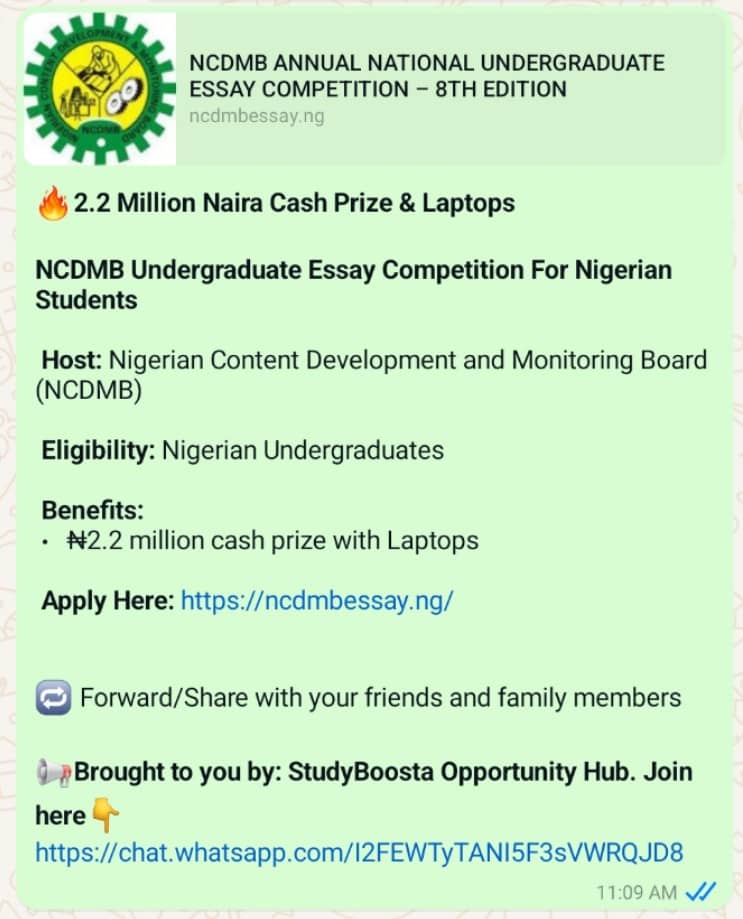 NIGERIAN CONTENT DEVELOPMENT & MONITORING BOARD
NCDMB
NCDMB ANNUAL NATIONAL UNDERGRADUATE
ESSAY COMPETITION – 8TH EDITION
ncdmbessay.ng
🔥2.2 Million Naira Cash Prize & Laptops
NCDMB Undergraduate Essay Competition For Nigerian
Students
Host: Nigerian Content Development and Monitoring Board
(NCDMB)
Eligibility: Nigerian Undergraduates
Benefits:
• ₦2.2 million cash prize with Laptops
Apply Here: https://ncdmbessay.ng/
🔁 Forward/Share with your friends and family members
📢Brought to you by: StudyBoosta Opportunity Hub. Join
here👇
https://chat.whatsapp.com/I2FEWTyTANI5F3sVWRQJD8
11:09 AM